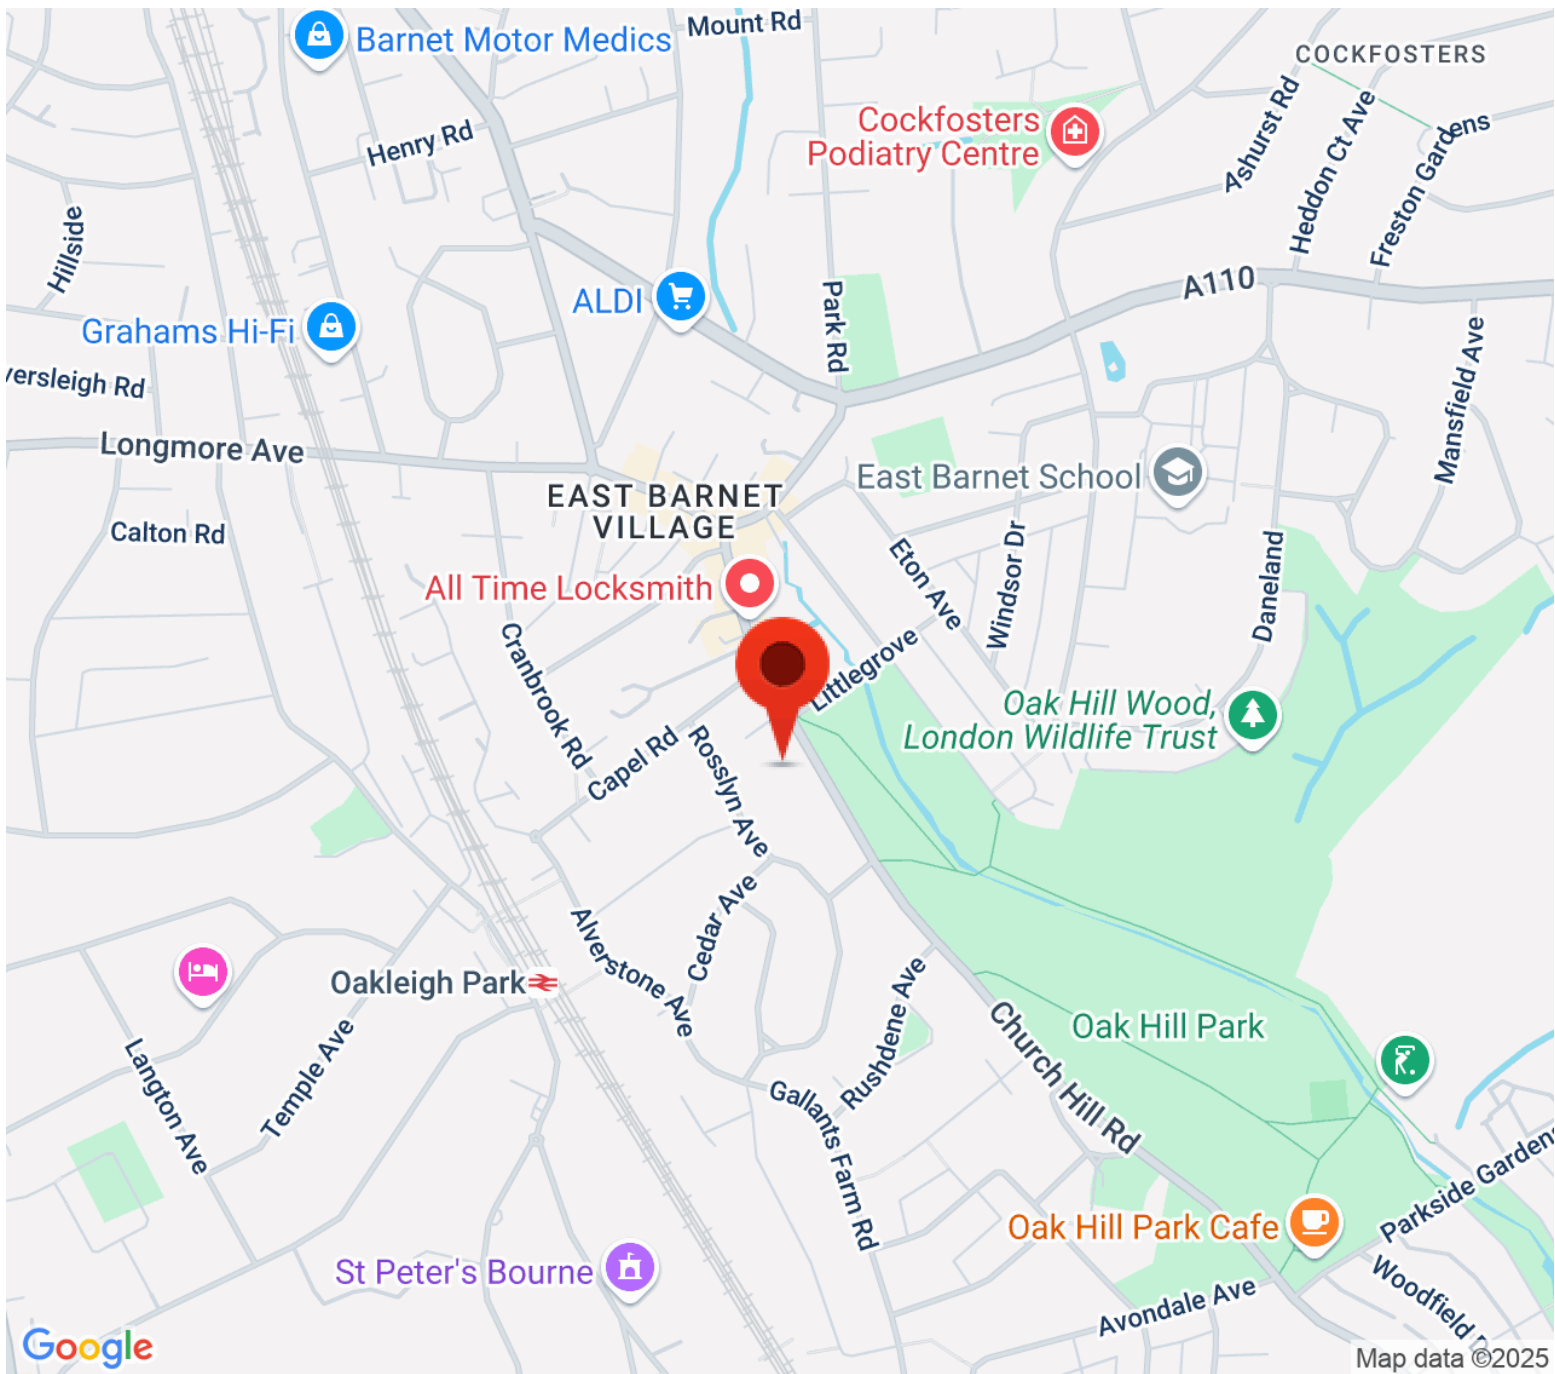 Barnet Motor Medics
Mount Rd
COCKFOSTERS
Henry Rd
Cockfosters
Podiatry Centre
Ashurst Rd
Heddon Ct Ave
Freston Gardens
Hillside
ALDI
Park Rd
A110
Grahams Hi-Fi
versleigh Rd
Mansfield Ave
Longmore Ave
East Barnet School
EAST BARNET
VILLAGE
Calton Rd
Eton Ave
Windsor Dr
Daneland
All Time Locksmith
Cranbrook Rd
Littlegrove
Oak Hill Wood,
London Wildlife Trust
Capel Rd
Rosslyn Ave
Cedar Ave
Alverstone Ave
Oakleigh Park
Rushdene Ave
Church Hill Rd
Oak Hill Park
Langton Ave
Temple Ave
Gallants Farm Rd
Parkside Gardens
Oak Hill Park Cafe
St Peter's Bourne
Avondale Ave
Woodfield
Google
Map data ©2025